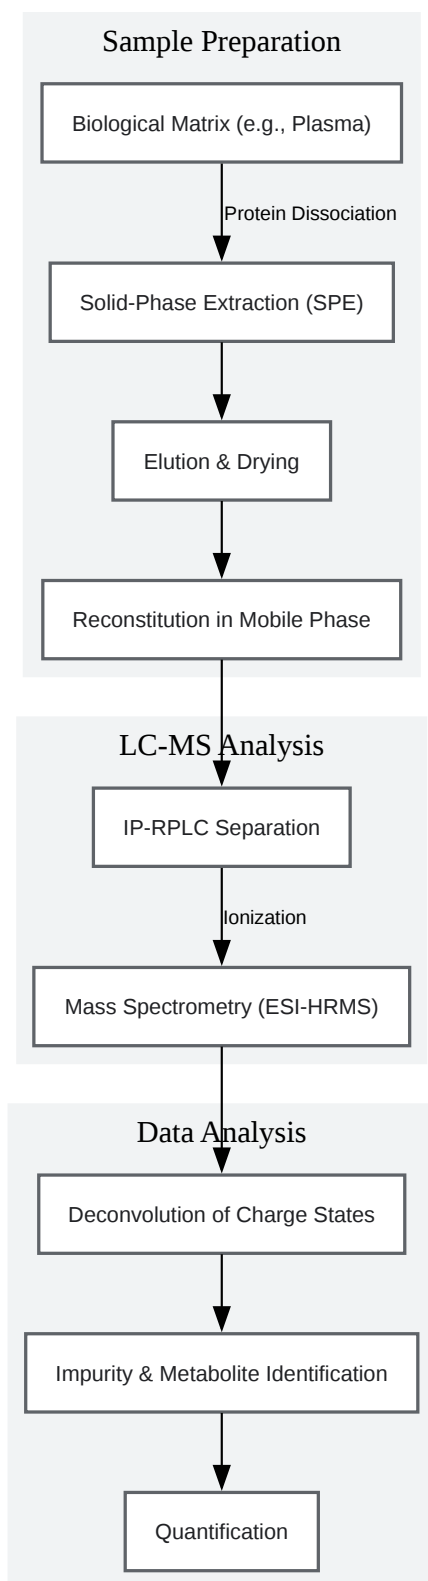 Sample Preparation
Biological Matrix (e.g., Plasma)
Protein Dissociation
Solid-Phase Extraction (SPE)
Elution & Drying
Reconstitution in Mobile Phase
LC-MS Analysis
IP-RPLC Separation
Ionization
Mass Spectrometry (ESI-HRMS)
Data Analysis
Deconvolution of Charge States
Impurity & Metabolite Identification
Quantification